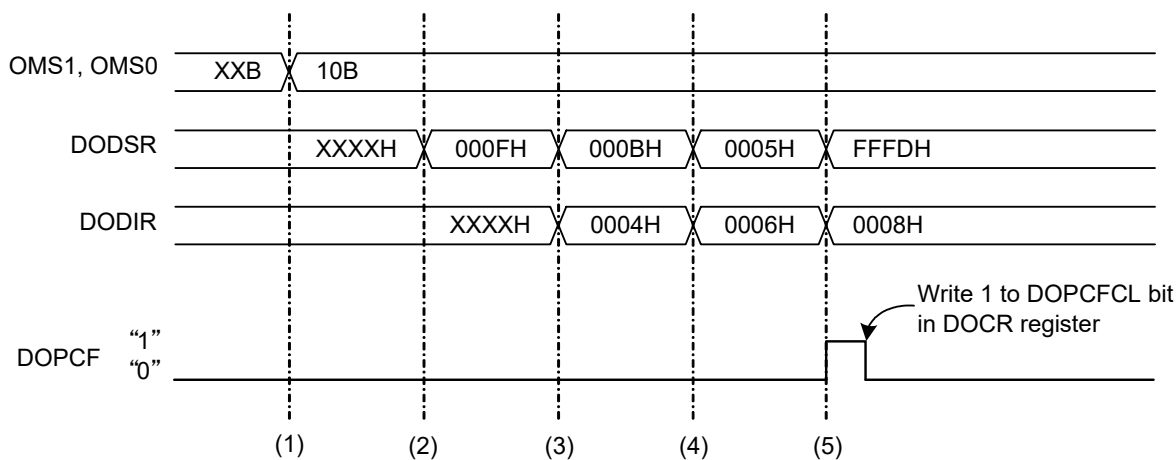 OMS1, OMS0 XXB 10B
DODSR XXXXH 000FH 000BH 0005H FFFDH
DODIR XXXXH 0004H 0006H 0008H
Write 1 to DOPCFCL bit
in DOCR register
DOPCF “1”
“0”
(1) (2) (3) (4) (5)